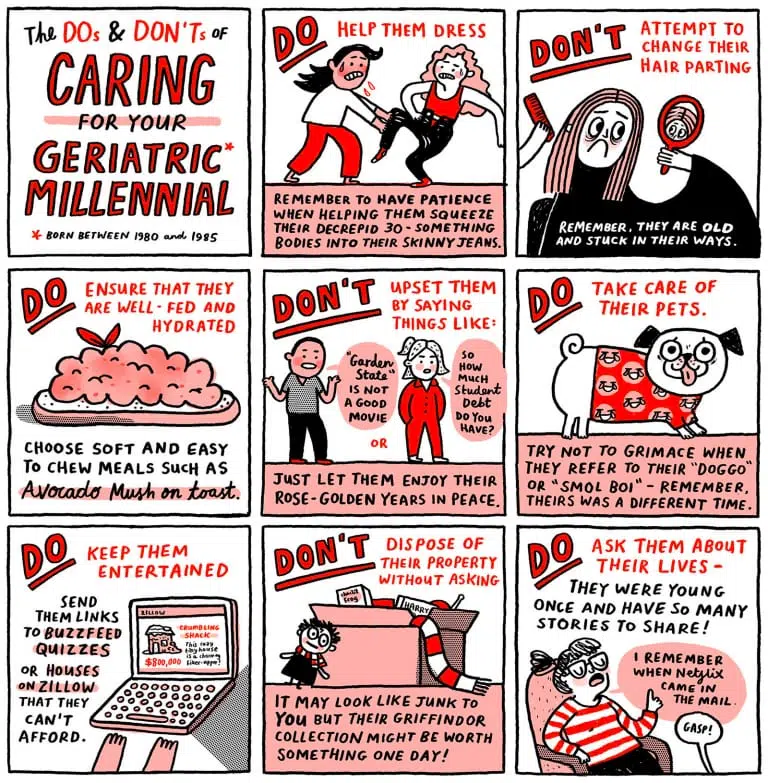 The DOs & DON'Ts OF
CARING
FOR YOUR
GERIATRIC*
MILLENNIAL
* BORN BETWEEN 1980 and 1985
DO
HELP THEM DRESS
REMEMBER TO HAVE PATIENCE
WHEN HELPING THEM SQUEEZE
THEIR DECREPID 30-SOMETHING
BODIES INTO THEIR SKINNY JEANS.
DON'T
ATTEMPT TO
CHANGE THEIR
HAIR PARTING
REMEMBER, THEY ARE OLD
AND STUCK IN THEIR WAYS.
DO
ENSURE THAT THEY
ARE WELL-FED AND
HYDRATED
CHOOSE SOFT AND EASY
TO CHEW MEALS SUCH AS
Avocado Mush on toast.
DON'T
UPSET THEM
BY SAYING
THINGS LIKE:
"Garden
State"
IS NOT
A GOOD
MOVIE
OR
SO
HOW
MUCH
Student
Debt
DO YOU
HAVE?
JUST LET THEM ENJOY THEIR
ROSE-GOLDEN YEARS IN PEACE.
DO
TAKE CARE OF
THEIR PETS.
TRY NOT TO GRIMACE WHEN
THEY REFER TO THEIR "DOGGO"
OR "SMOL BOI" - REMEMBER,
THEIRS WAS A DIFFERENT TIME.
DO
KEEP THEM
ENTERTAINED
SEND
THEM LINKS
TO BUZZFEED
QUIZZES
OR HOUSES
ON ZILLOW
THAT THEY
CAN'T
AFFORD.
ZILLOW
CRUMBLING
SHACK
This cozy
tiny house
is a charming
fixer-upper!
$800,000
DON'T
DISPOSE OF
THEIR PROPERTY
WITHOUT ASKING
HARRY
IT MAY LOOK LIKE JUNK TO
YOU BUT THEIR GRIFFINDOR
COLLECTION MIGHT BE WORTH
SOMETHING ONE DAY!
DO
ASK THEM ABOUT
THEIR LIVES -
THEY WERE YOUNG
ONCE AND HAVE SO MANY
STORIES TO SHARE!
I REMEMBER
WHEN Netflix
CAME IN
THE MAIL.
GASP!